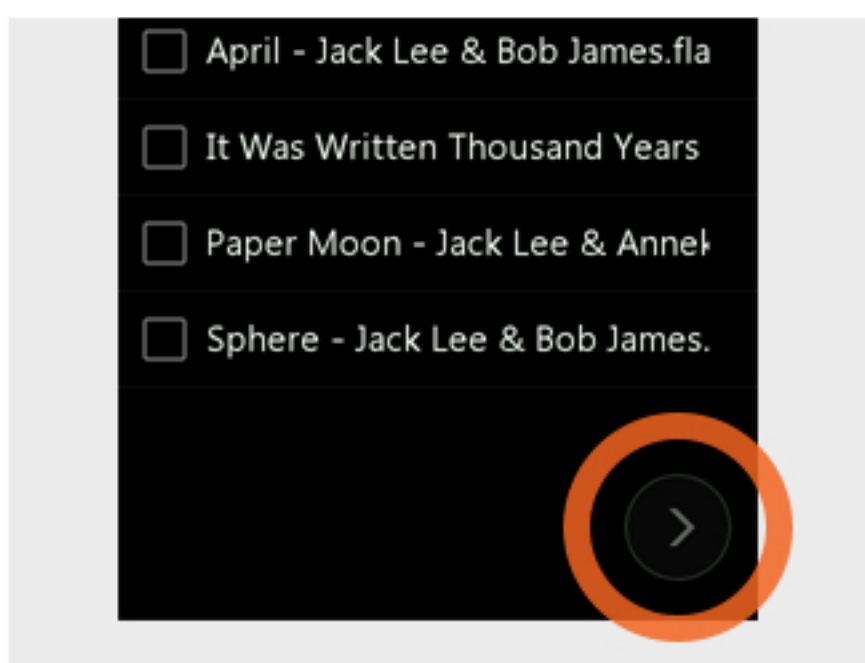 April - Jack Lee & Bob James.fla
It Was Written Thousand Years
Paper Moon - Jack Lee & Annek
Sphere - Jack Lee & Bob James.